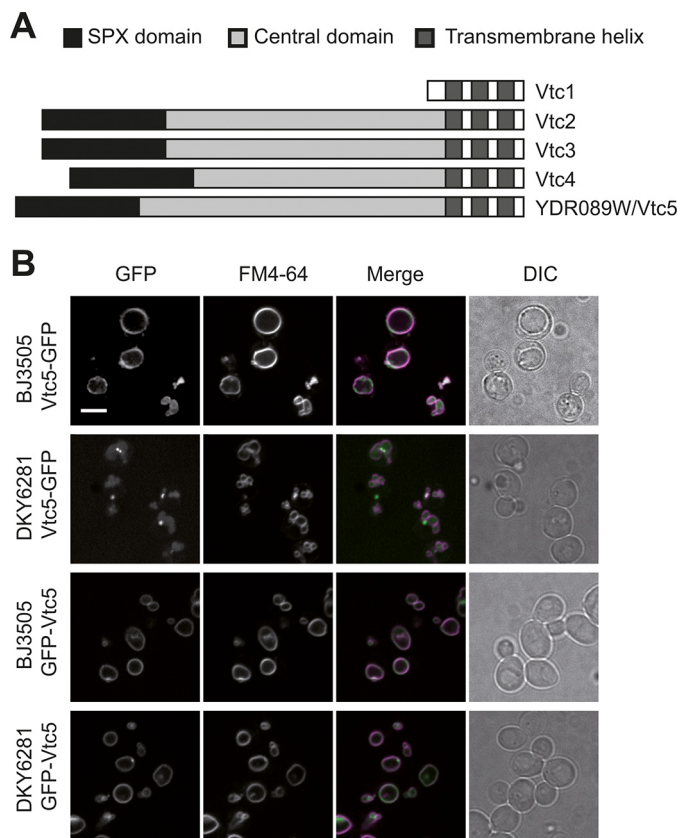 A
SPX domain Central domain Transmembrane helix
Vtc1
Vtc2
Vtc3
Vtc4
YDR089W/Vtc5
B
GFP FM4-64 Merge DIC
BJ3505
Vtc5-GFP
DKY6281
Vtc5-GFP
BJ3505
GFP-Vtc5
DKY6281
GFP-Vtc5